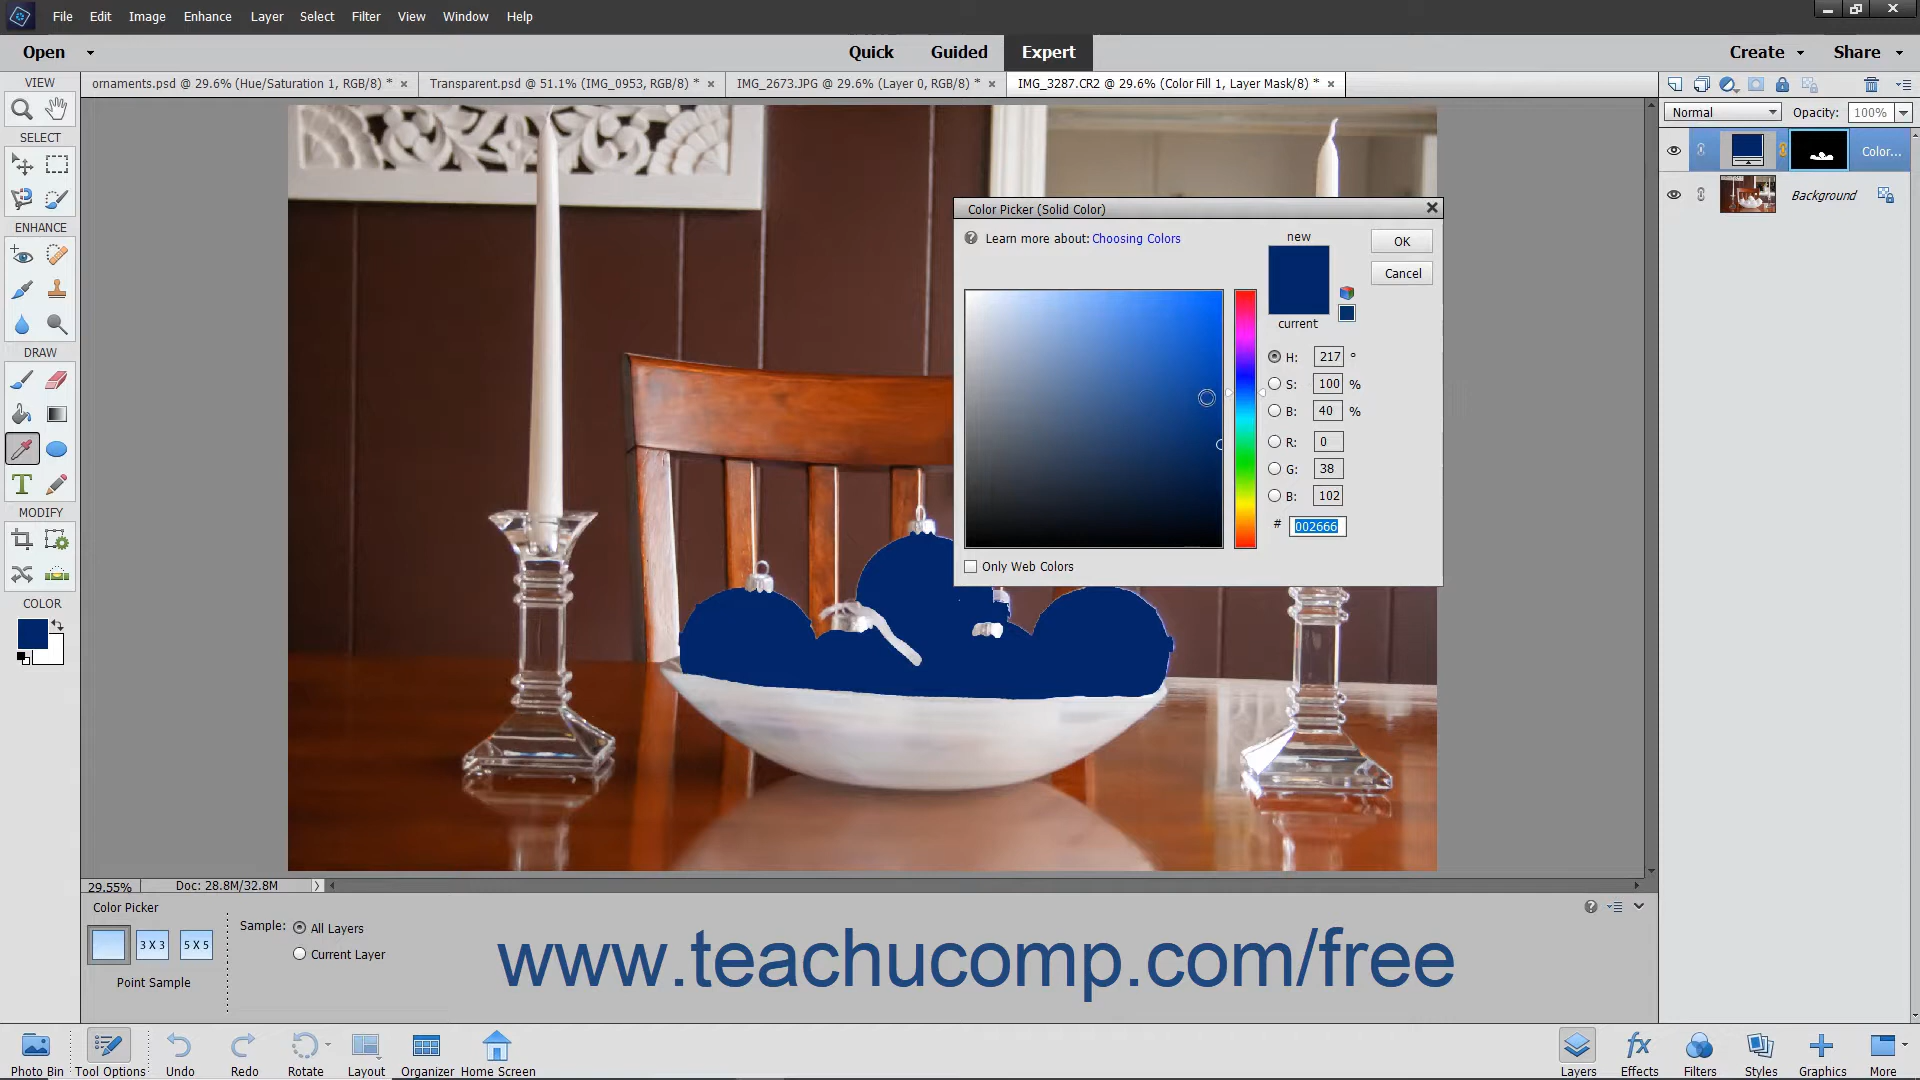 File Edit Image Enhance Layer Select Filter View Window Help
Open Quick Guided Expert Create Share
VIEW
ornaments.psd @ 29.6% (Hue/Saturation 1, RGB/8) * × Transparent.psd @ 51.1% (IMG_0953, RGB/8) * × IMG_2673.JPG @ 29.6% (Layer 0, RGB/8) * × IMG_3287.CR2 @ 29.6% (Color Fill 1, Layer Mask/8) * ×
Normal Opacity: 100%
SELECT
Color...
Background
ENHANCE
DRAW
MODIFY
COLOR
Color Picker (Solid Color)
Learn more about: Choosing Colors
new
OK
Cancel
current
H: 217 °
S: 100 %
B: 40 %
R: 0
G: 38
B: 102
# 002666
Only Web Colors
29.55% Doc: 28.8M/32.8M
Color Picker
Sample: All Layers
3 X 3 5 X 5
Current Layer
Point Sample
www.teachucomp.com/free
Photo Bin Tool Options Undo Redo Rotate Layout Organizer Home Screen Layers Effects Filters Styles Graphics More